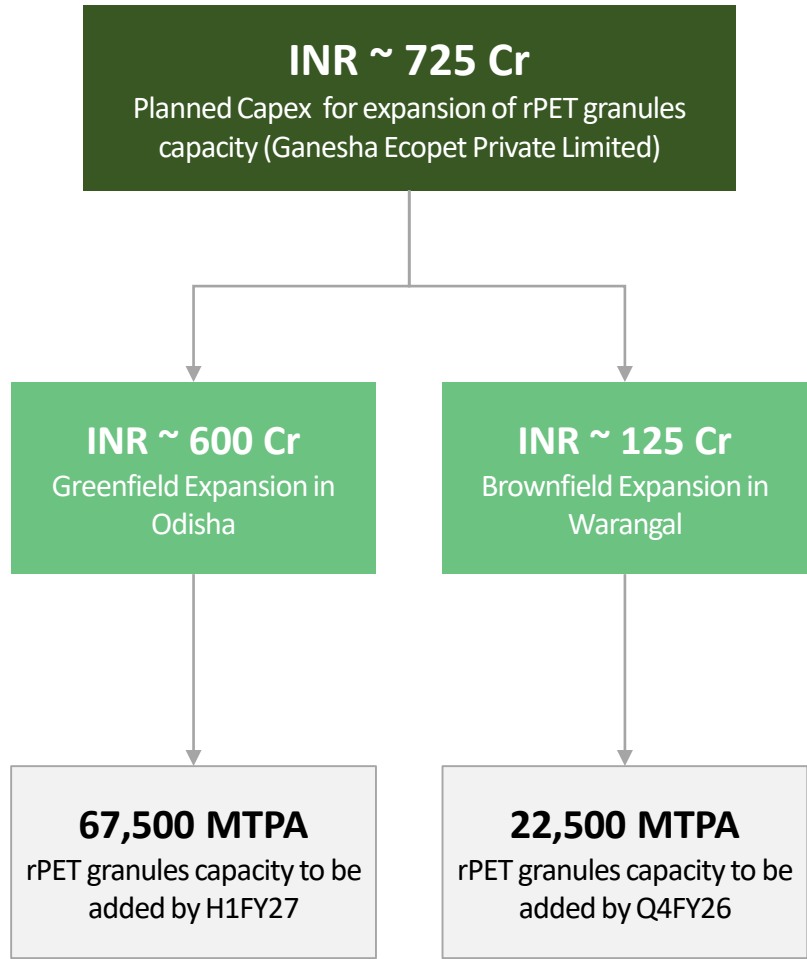 INR ~ 725 Cr
Planned Capex for expansion of rPET granules
capacity (Ganesha Ecopet Private Limited)
INR ~ 600 Cr
Greenfield Expansion in
Odisha
INR ~ 125 Cr
Brownfield Expansion in
Warangal
67,500 MTPA
rPET granules capacity to be
added by H1FY27
22,500 MTPA
rPET granules capacity to be
added by Q4FY26